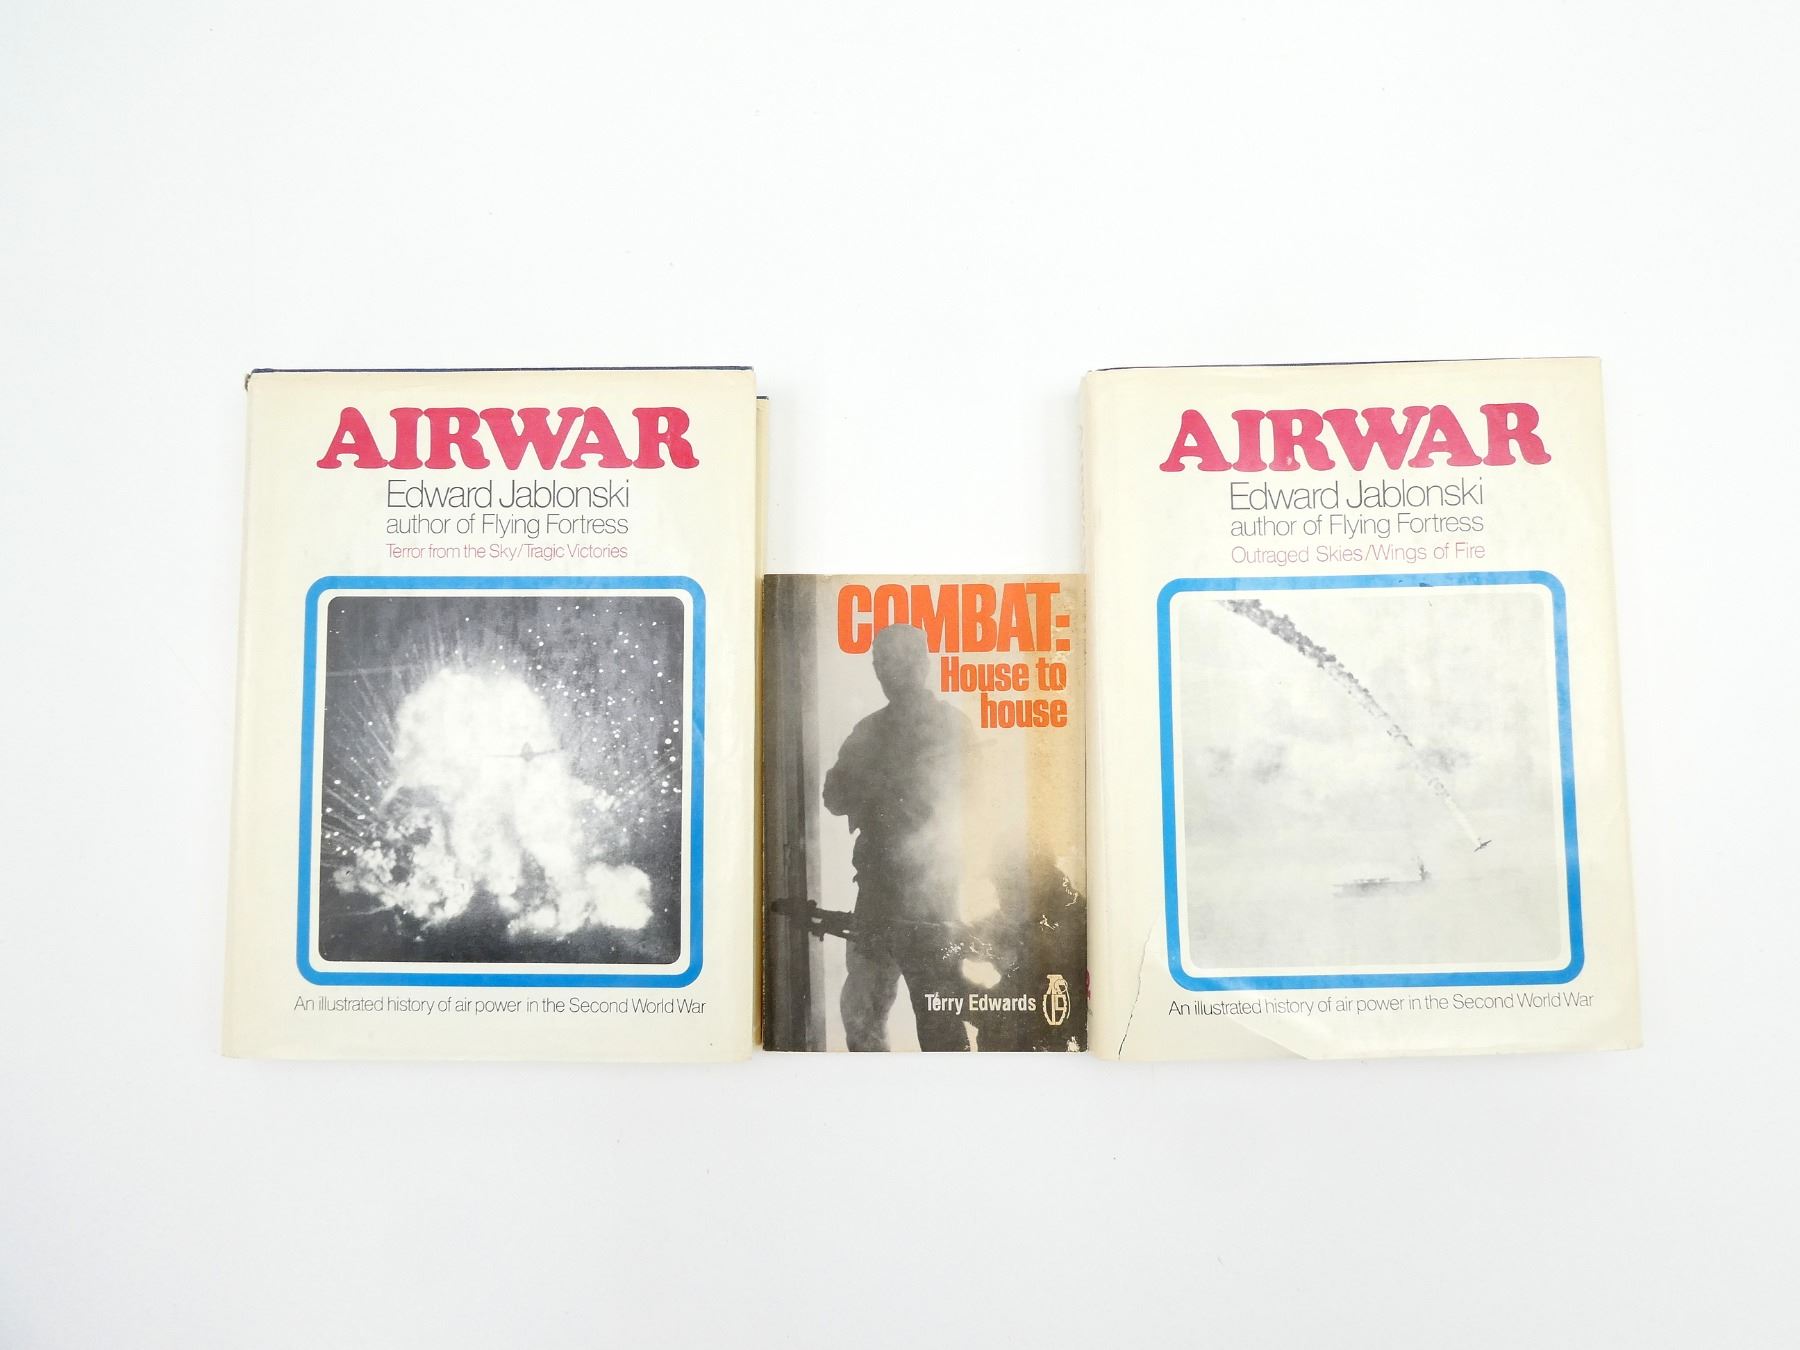 AIRWAR
Edward Jablonski
author of Flying Fortress
Terror from the Sky/Tragic Victories
An illustrated history of air power in the Second World War
COMBAT:
House to
house
Terry Edwards
AIRWAR
Edward Jablonski
author of Flying Fortress
Outraged Skies/Wings of Fire
An illustrated history of air power in the Second World War